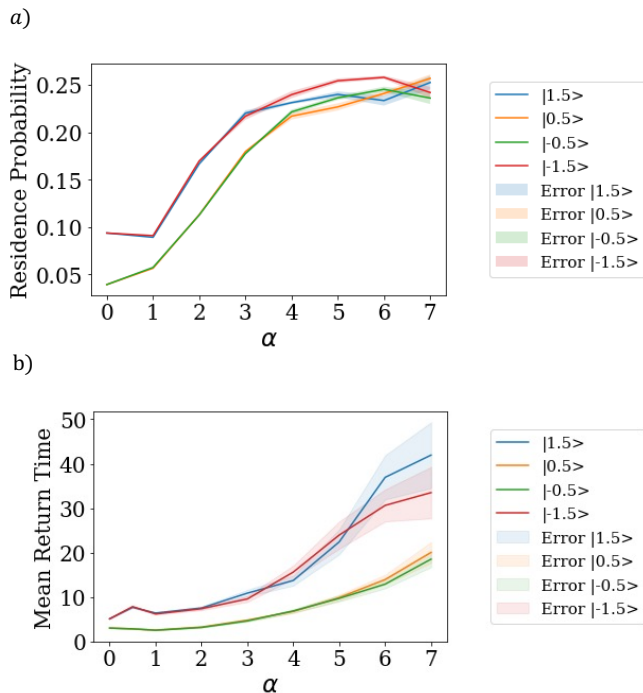 a)
Residence Probability
0.25
0.20
0.10
0.05
0 1 2 3 4 5 6 7
α
|1.5>
|0.5>
|-0.5>
|-1.5>
Error |1.5>
Error |0.5>
Error |-0.5>
Error |-1.5>
b)
Mean Return Time
50
40
30
20
10
0
0 1 2 3 4 5 6 7
α
|1.5>
|0.5>
|-0.5>
|-1.5>
Error |1.5>
Error |0.5>
Error |-0.5>
Error |-1.5>